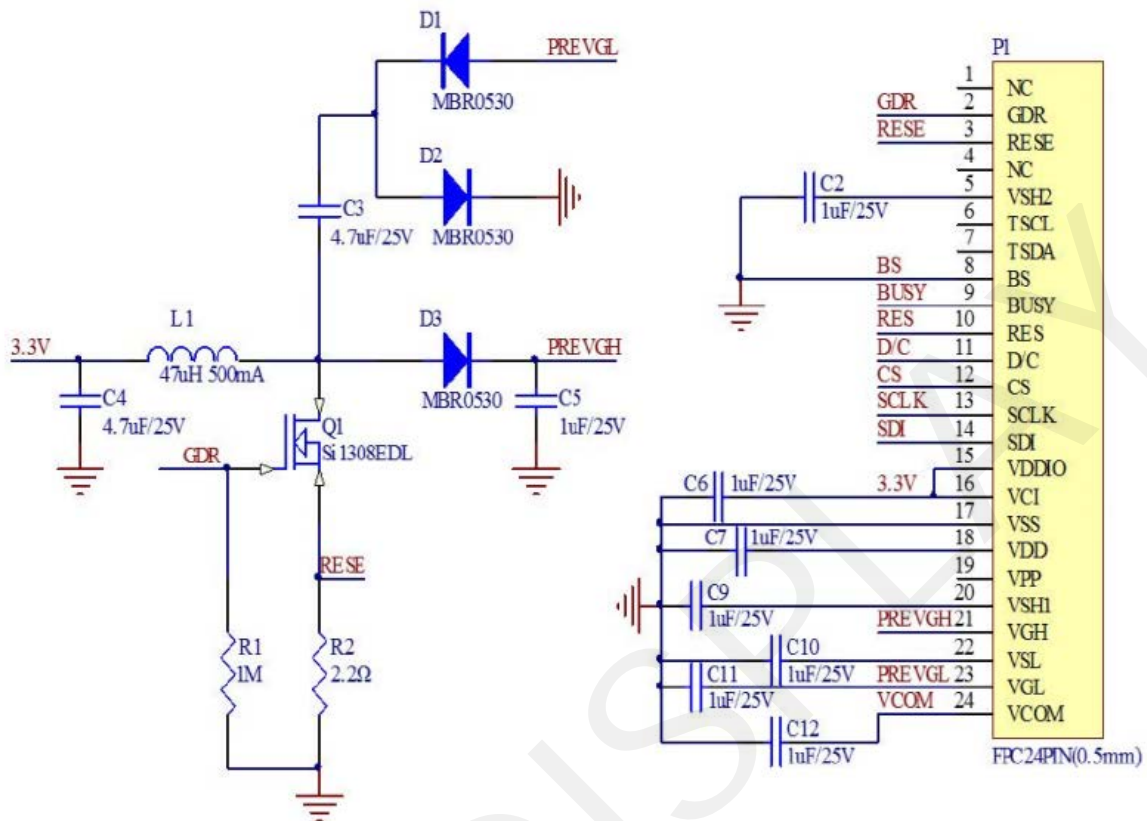 D1
PREVGL
MBR0530
D2
MBR0530
C3
4.7uF/25V
L1
3.3V
47uH 500mA
C4
4.7uF/25V
D3
PREVGH
MBR0530
C5
1uF/25V
Q1
Si1308EDL
GDR
RESE
R1
1M
R2
2.2Ω
P1
1 NC
GDR 2 GDR
RESE 3 RESE
4 NC
C2
1uF/25V
5 VSH2
6 TSCL
7 TSDA
BS 8 BS
BUSY 9 BUSY
RES 10 RES
D/C 11 D/C
CS 12 CS
SCLK 13 SCLK
SDI 14 SDI
15 VDDIO
C6 1uF/25V 3.3V 16 VCI
17 VSS
C7 1uF/25V 18 VDD
19 VPP
C9 1uF/25V 20 VSH1
PREVGH 21 VGH
C10 1uF/25V 22 VSL
C11 1uF/25V PREVGL 23 VGL
VCOM 24 VCOM
C12 1uF/25V
FPC24PIN(0.5mm)
DISPLAY